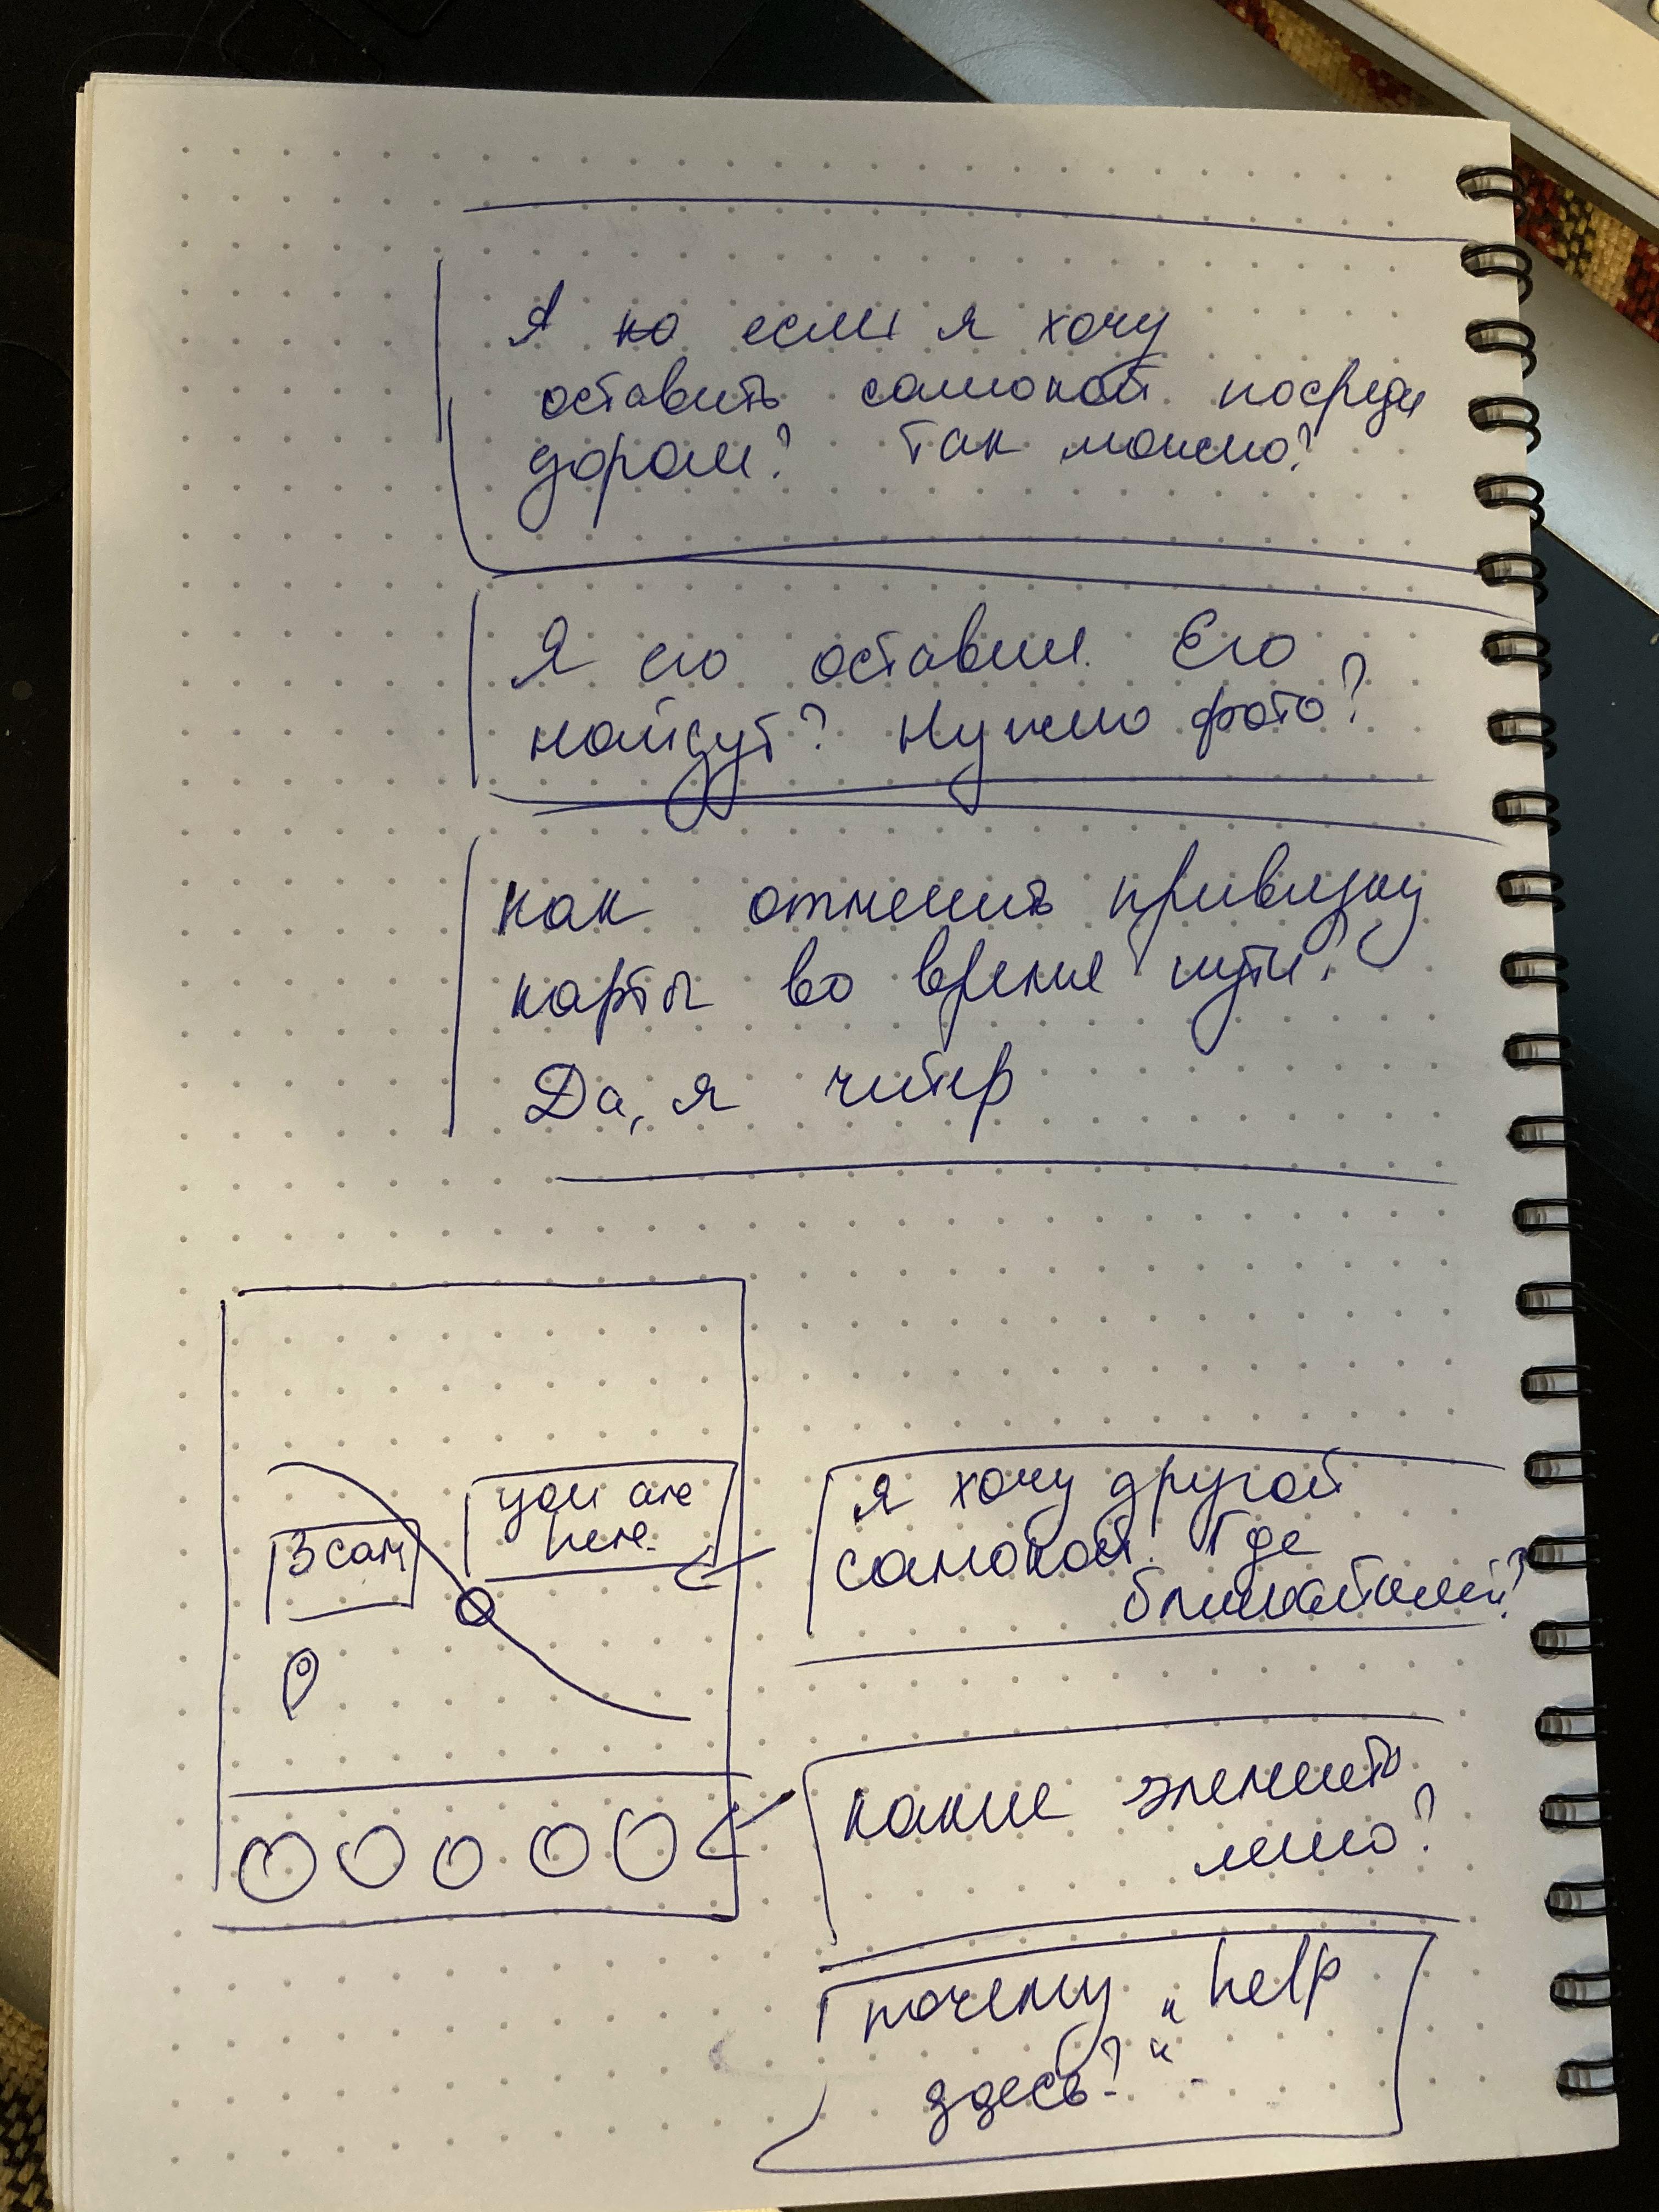 А но если я хочу
оставить самокат посреди
дороги? Так можно?
Я его оставил. Его
найдут? Нужно фото?
как отменить привязку
карты во время пути?
Да, я читер
you are
here
3 сам
Я хочу другой
самокат. Где
ближайший?
какие элементы
меню?
почему „help
здесь?"